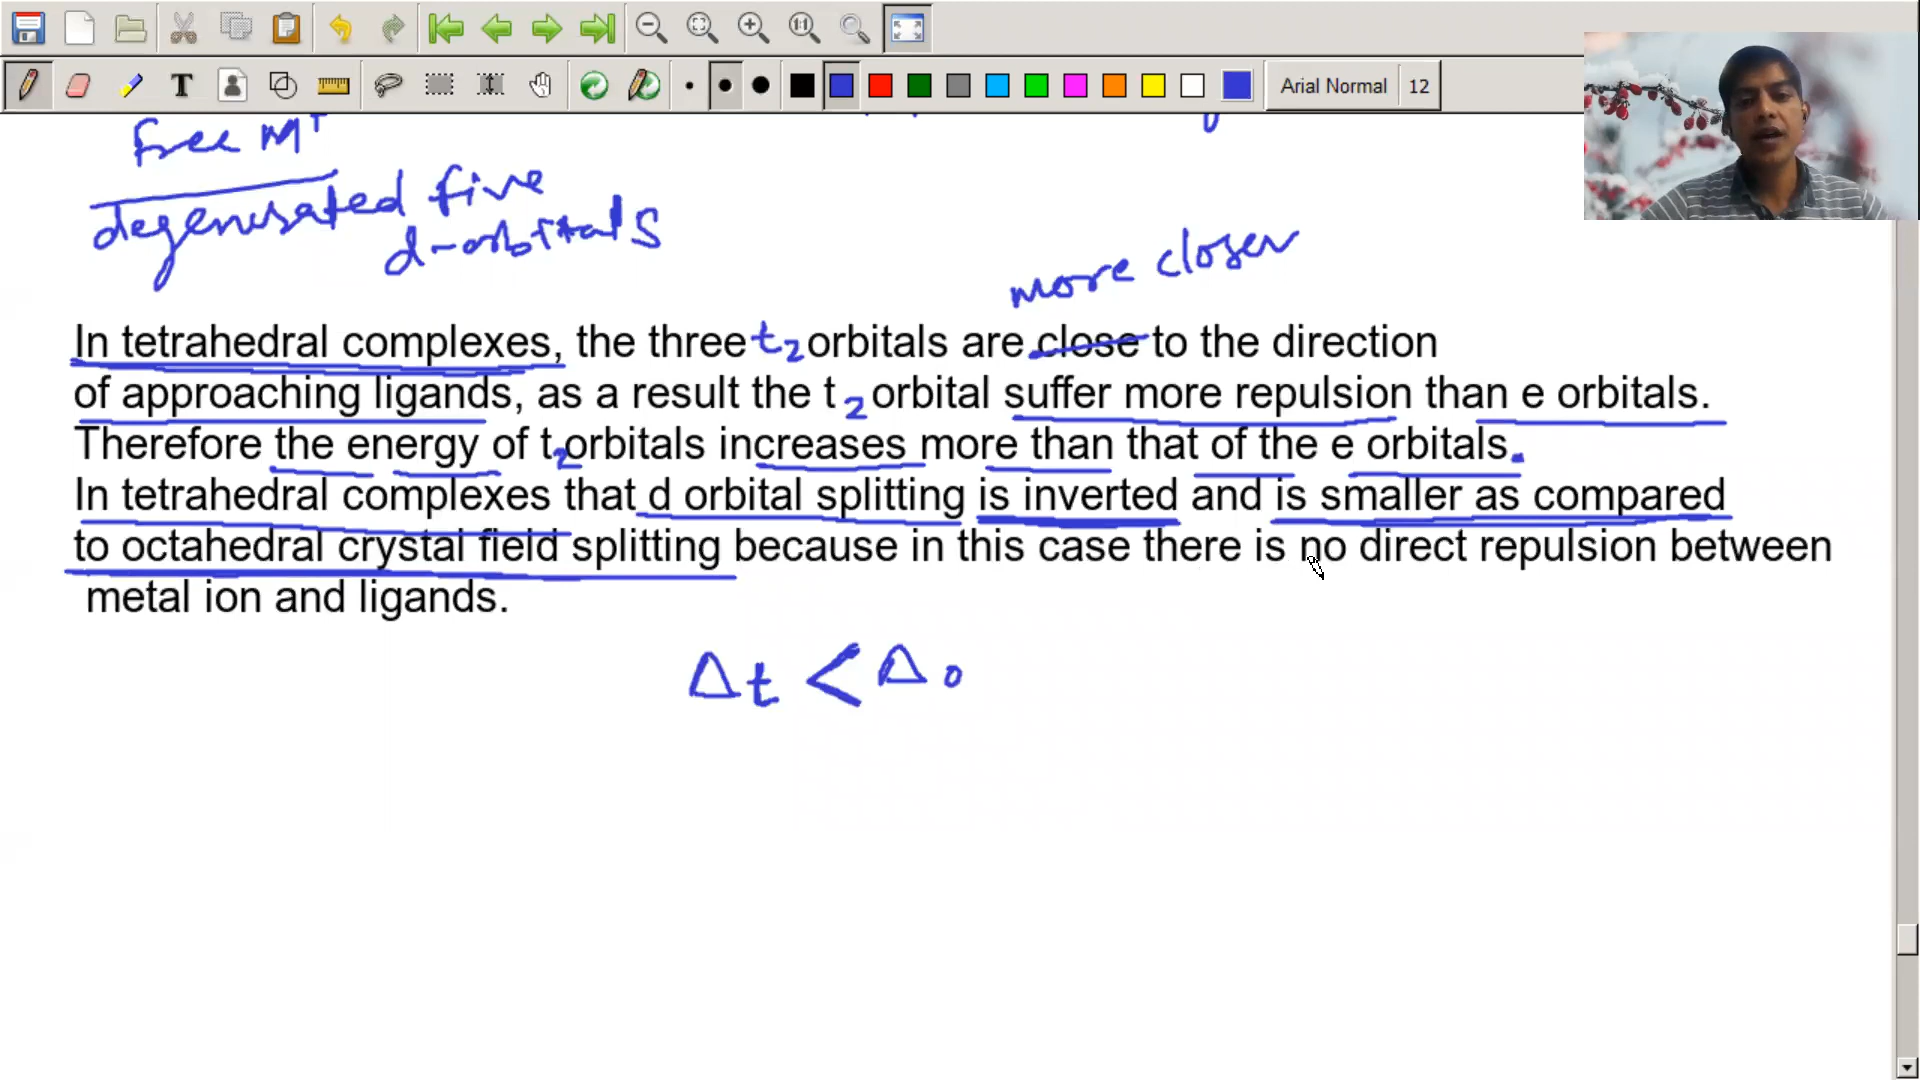 Arial Normal 12
free M+
degenerated five
d-orbitals
more closer
In tetrahedral complexes, the three t2 orbitals are close to the direction
of approaching ligands, as a result the t 2 orbital suffer more repulsion than e orbitals.
Therefore the energy of t2orbitals increases more than that of the e orbitals.
In tetrahedral complexes that d orbital splitting is inverted and is smaller as compared
to octahedral crystal field splitting because in this case there is no direct repulsion between
metal ion and ligands.
Δt < Δo